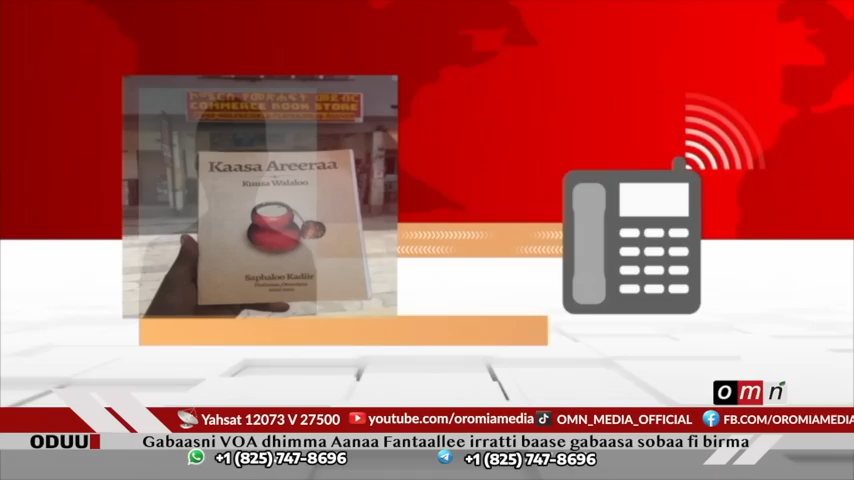 COMMERCE BOOK STORE
Kaasa Areeraa
Kuusa Walaloo
Saphaloo Kadiir
omn
Yahsat 12073 V 27500 youtube.com/oromiamedia OMN_MEDIA_OFFICIAL FB.COM/OROMIAMEDIA
ODUU Gabaasni VOA dhimma Aanaa Fantaallee irratti baase gabaasa sobaa fi birma
+1 (825) 747-8696 +1 (825) 747-8696